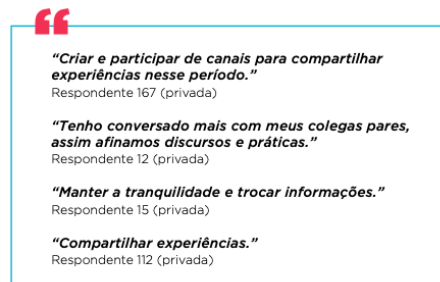 “Criar e participar de canais para compartilhar
experiências nesse período.”
Respondente 167 (privada)
“Tenho conversado mais com meus colegas pares,
assim afinamos discursos e práticas.”
Respondente 12 (privada)
“Manter a tranquilidade e trocar informações.”
Respondente 15 (privada)
“Compartilhar experiências.”
Respondente 112 (privada)